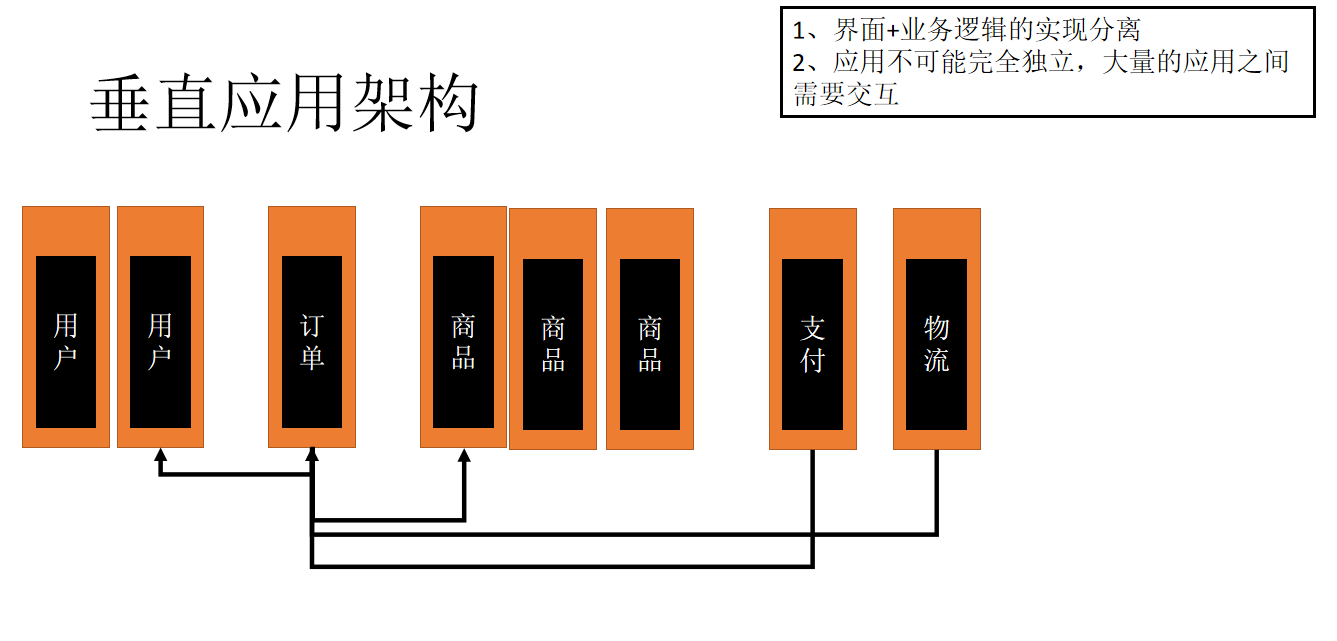 1、界面+业务逻辑的实现分离
2、应用不可能完全独立，大量的应用之间
需要交互
垂直应用架构
用户
用户
订单
商品
商品
商品
支付
物流